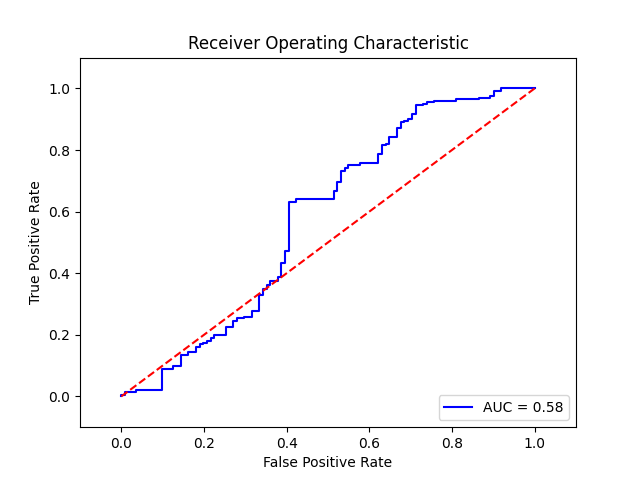 Receiver Operating Characteristic
True Positive Rate
1.0
0.8
0.6
0.4
0.2
0.0
AUC = 0.58
0.0 0.2 0.4 0.6 0.8 1.0
False Positive Rate